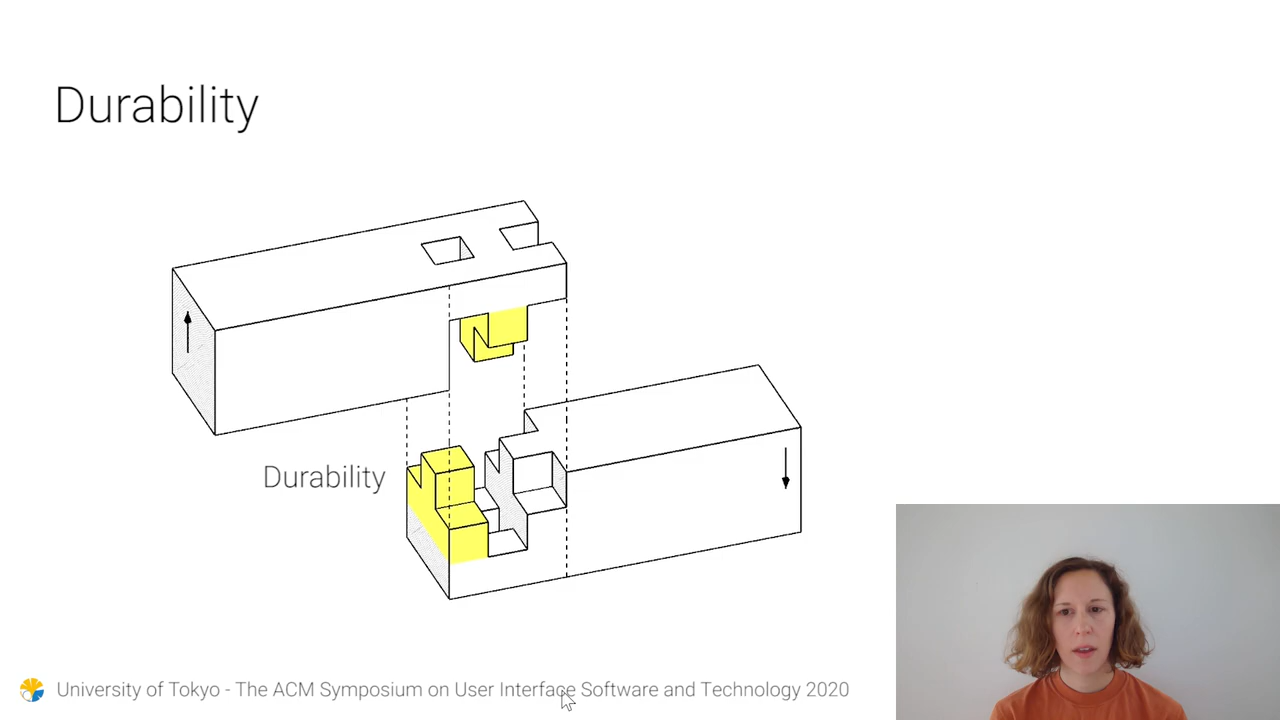 Durability
Durability
University of Tokyo - The ACM Symposium on User Interface Software and Technology 2020